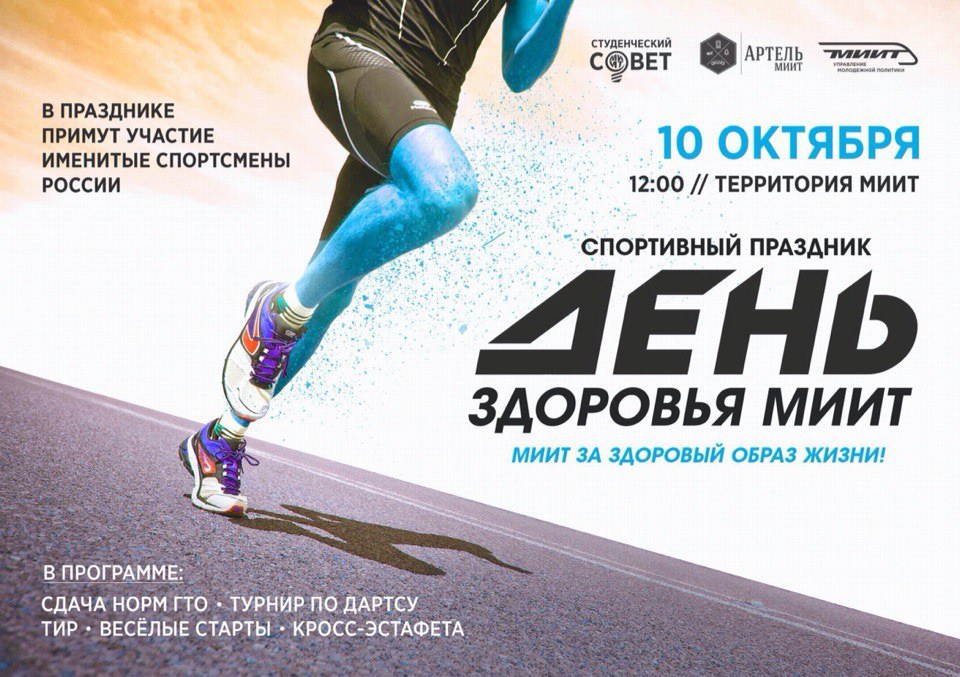 СТУДЕНЧЕСКИЙ
СОВЕТ
АРТЕЛЬ
МИИТ
МИИТ
УПРАВЛЕНИЕ
МОЛОДЕЖНОЙ ПОЛИТИКИ
В ПРАЗДНИКЕ
ПРИМУТ УЧАСТИЕ
ИМЕНИТЫЕ СПОРТСМЕНЫ
РОССИИ
10 ОКТЯБРЯ
12:00 // ТЕРРИТОРИЯ МИИТ
СПОРТИВНЫЙ ПРАЗДНИК
ДЕНЬ
ЗДОРОВЬЯ МИИТ
МИИТ ЗА ЗДОРОВЫЙ ОБРАЗ ЖИЗНИ!
В ПРОГРАММЕ:
СДАЧА НОРМ ГТО • ТУРНИР ПО ДАРТСУ
ТИР • ВЕСЁЛЫЕ СТАРТЫ • КРОСС-ЭСТАФЕТА